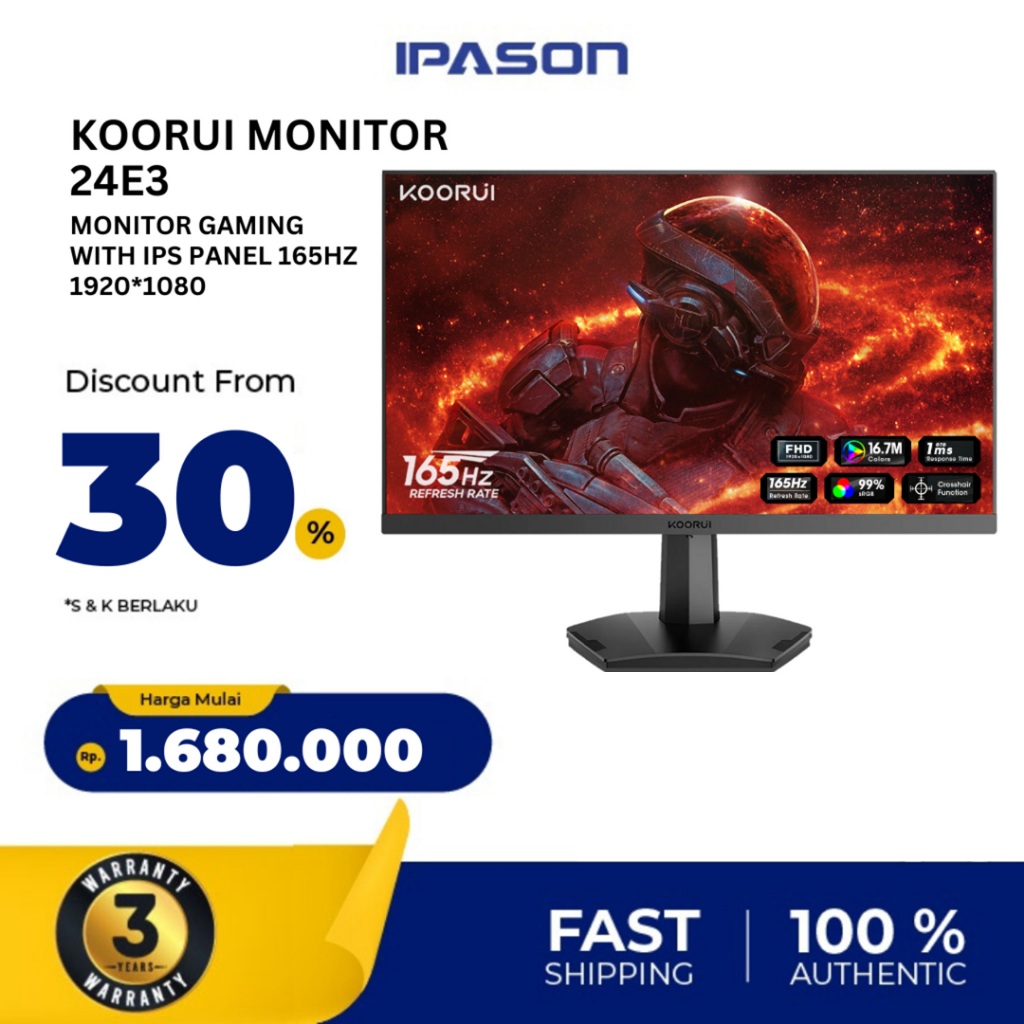 IPASON
KOORUI MONITOR
24E3
MONITOR GAMING
WITH IPS PANEL 165HZ
1920*1080
Discount From
30
%
*S & K BERLAKU
Harga Mulai
Rp. 1.680.000
KOORUI
165Hz
REFRESH RATE
FHD
1920x1080
16.7M
Colors
1ms
Response Time
165Hz
Refresh Rate
99%
sRGB
Crosshair
Function
KOORUI
WARRANTY
3
YEARS
WARRANTY
FAST
SHIPPING
100 %
AUTHENTIC